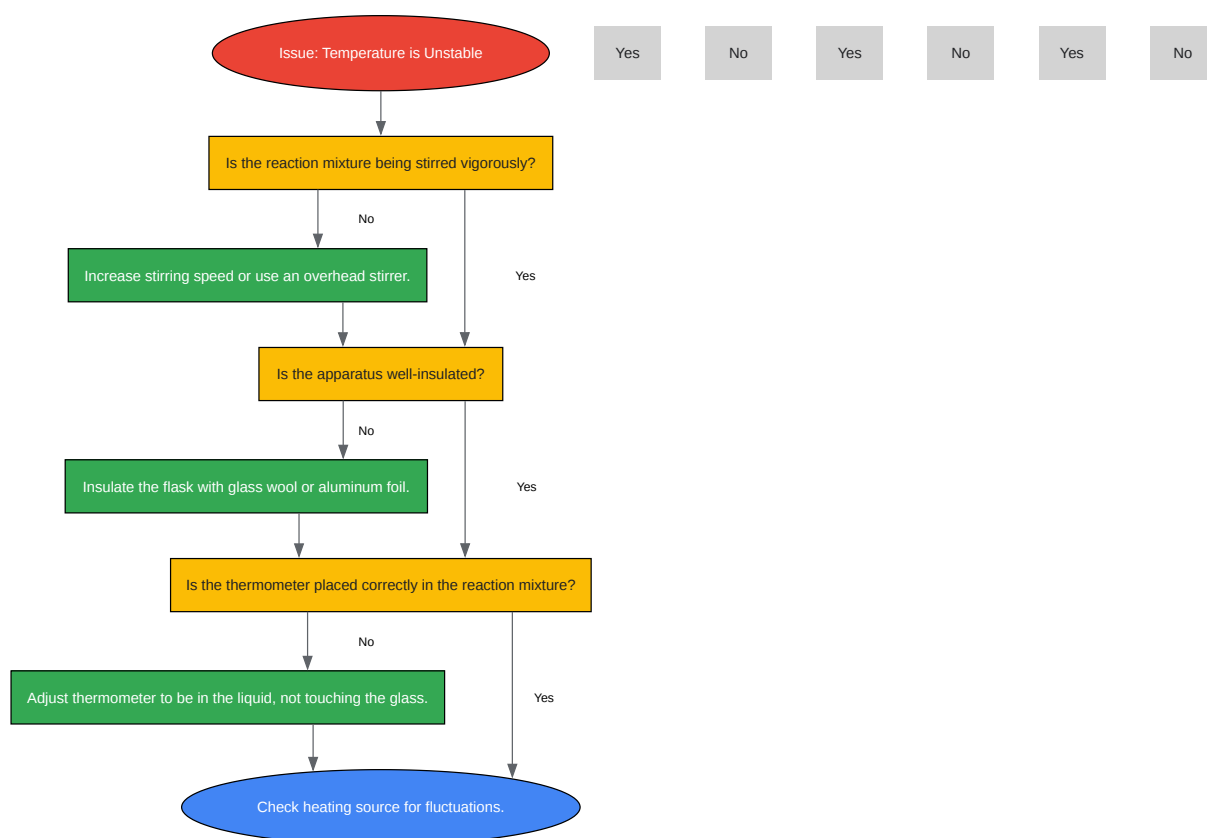 Issue: Temperature is Unstable
Yes
No
Yes
No
Yes
No
Is the reaction mixture being stirred vigorously?
No
Increase stirring speed or use an overhead stirrer.
Yes
Is the apparatus well-insulated?
No
Insulate the flask with glass wool or aluminum foil.
Yes
Is the thermometer placed correctly in the reaction mixture?
No
Adjust thermometer to be in the liquid, not touching the glass.
Yes
Check heating source for fluctuations.